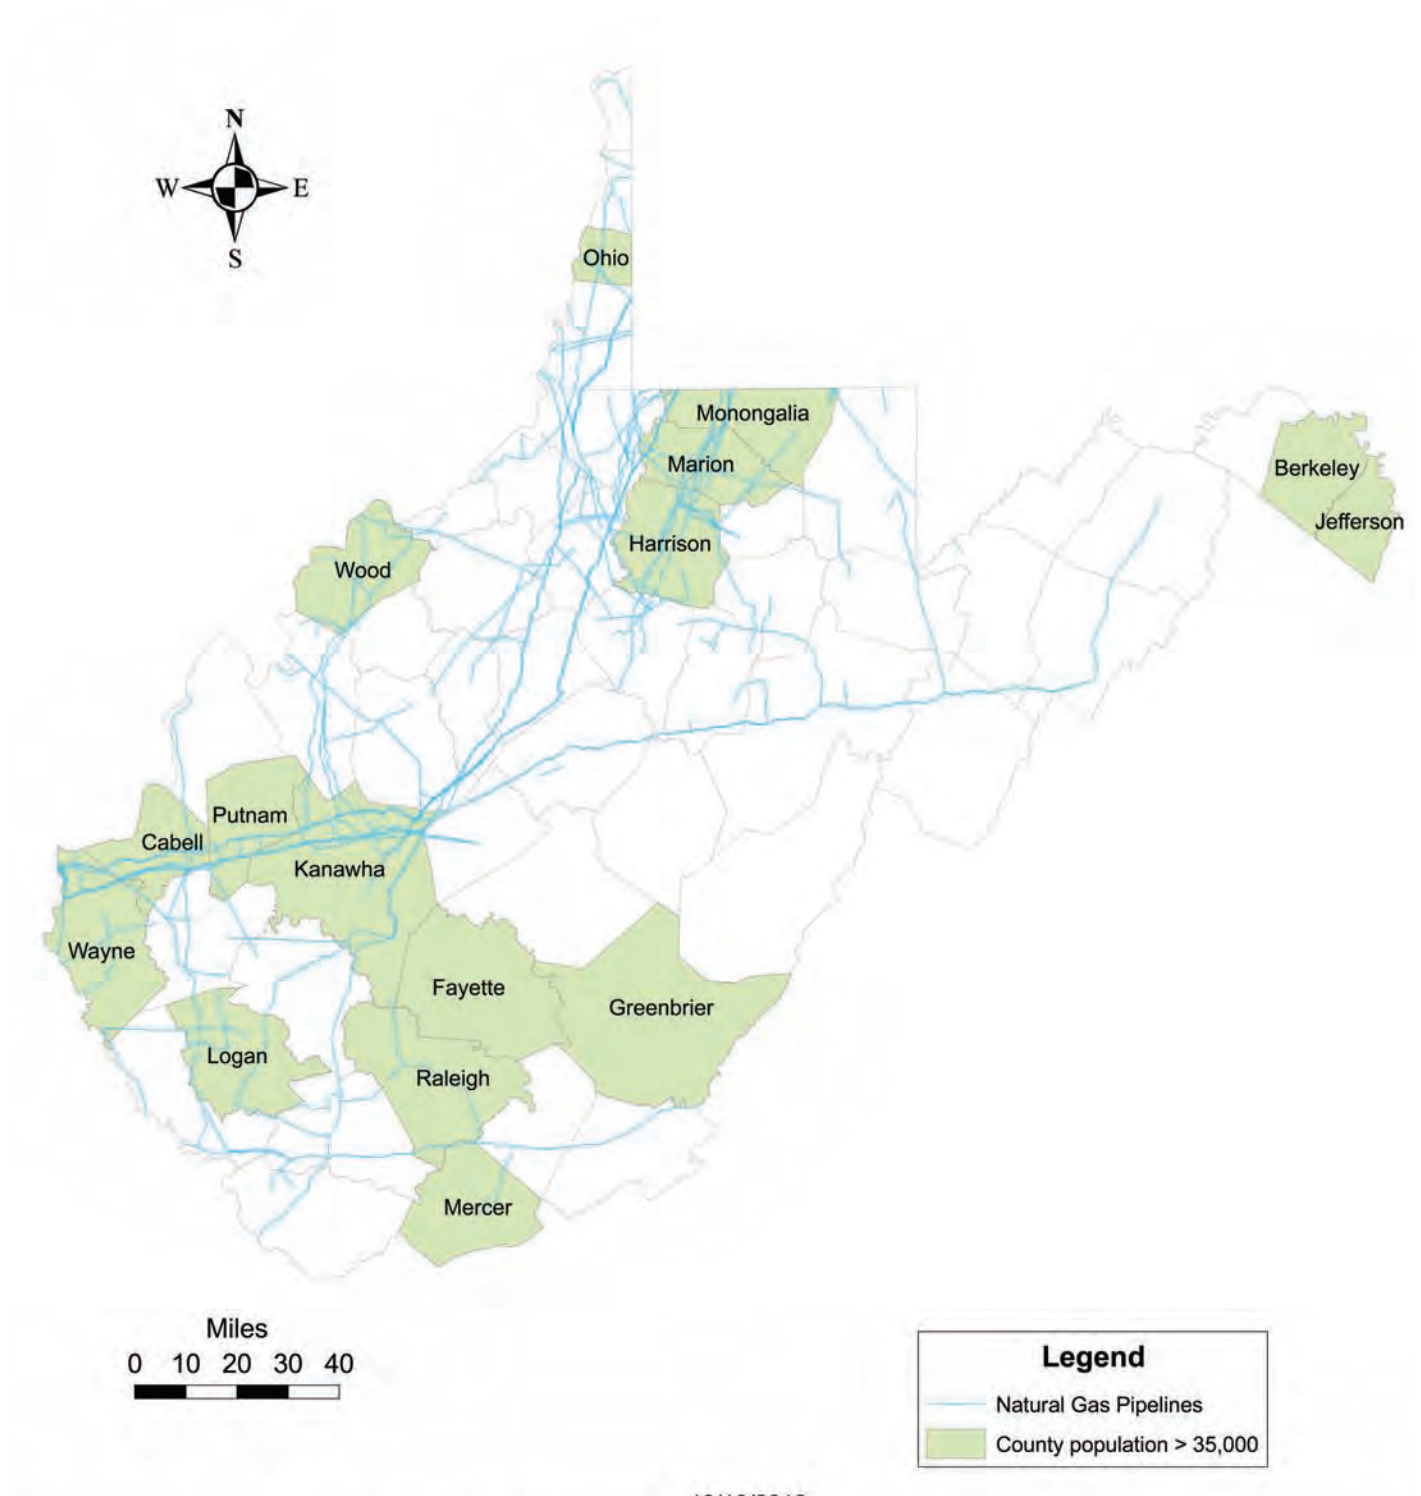 N
W E
S
Ohio
Monongalia
Marion
Berkeley
Jefferson
Harrison
Wood
Putnam
Cabell
Kanawha
Wayne
Fayette
Greenbrier
Logan
Raleigh
Mercer
Miles
0 10 20 30 40
Legend
Natural Gas Pipelines
County population > 35,000